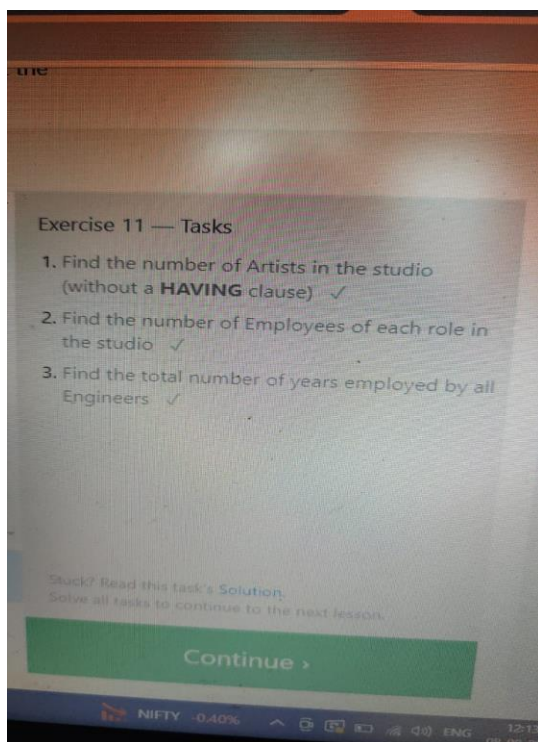 the
Exercise 11 — Tasks
1. Find the number of Artists in the studio
(without a HAVING clause) ✓
2. Find the number of Employees of each role in
the studio ✓
3. Find the total number of years employed by all
Engineers ✓
Stuck? Read this task's Solution.
Solve all tasks to continue to the next lesson.
Continue ›
NIFTY -0.40%
ENG